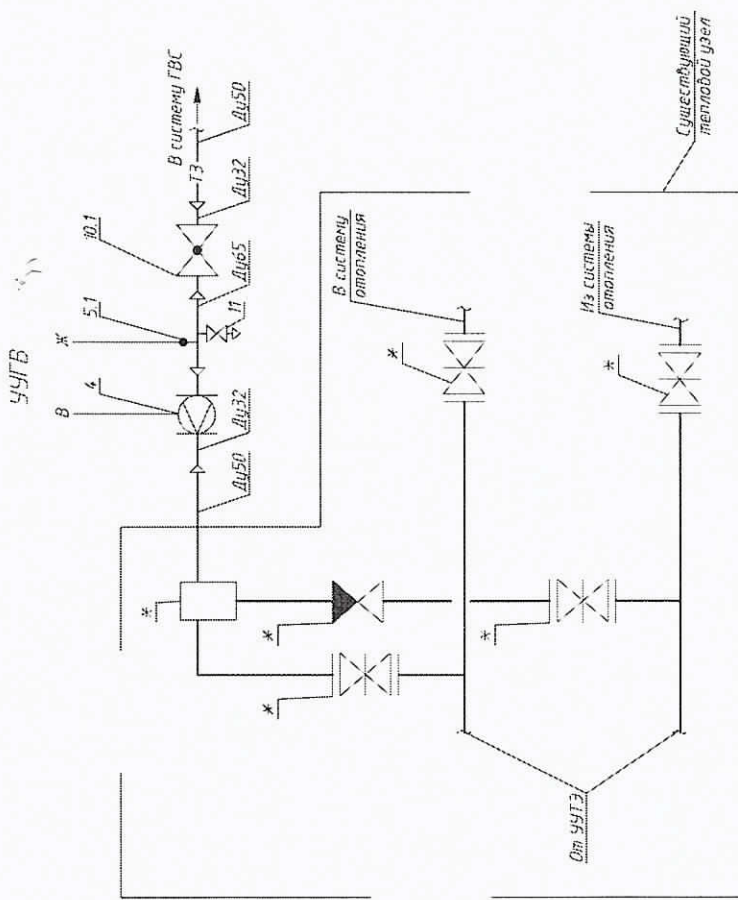 УУГВ
В
4
Ж
5.1
10.1
В систему ГВС
Т3
Ду50
Ду32
11
Ду65
Ду32
Ду50
*
*
*
*
В систему
отопления
*
*
Из системы
отопления
От УУТЭ
Существующий
тепловой узел